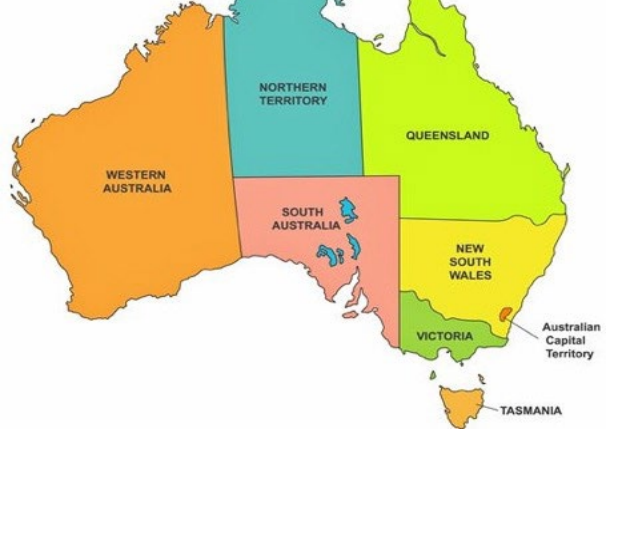 NORTHERN
TERRITORY
QUEENSLAND
WESTERN
AUSTRALIA
SOUTH
AUSTRALIA
NEW
SOUTH
WALES
VICTORIA
Australian
Capital
Territory
TASMANIA